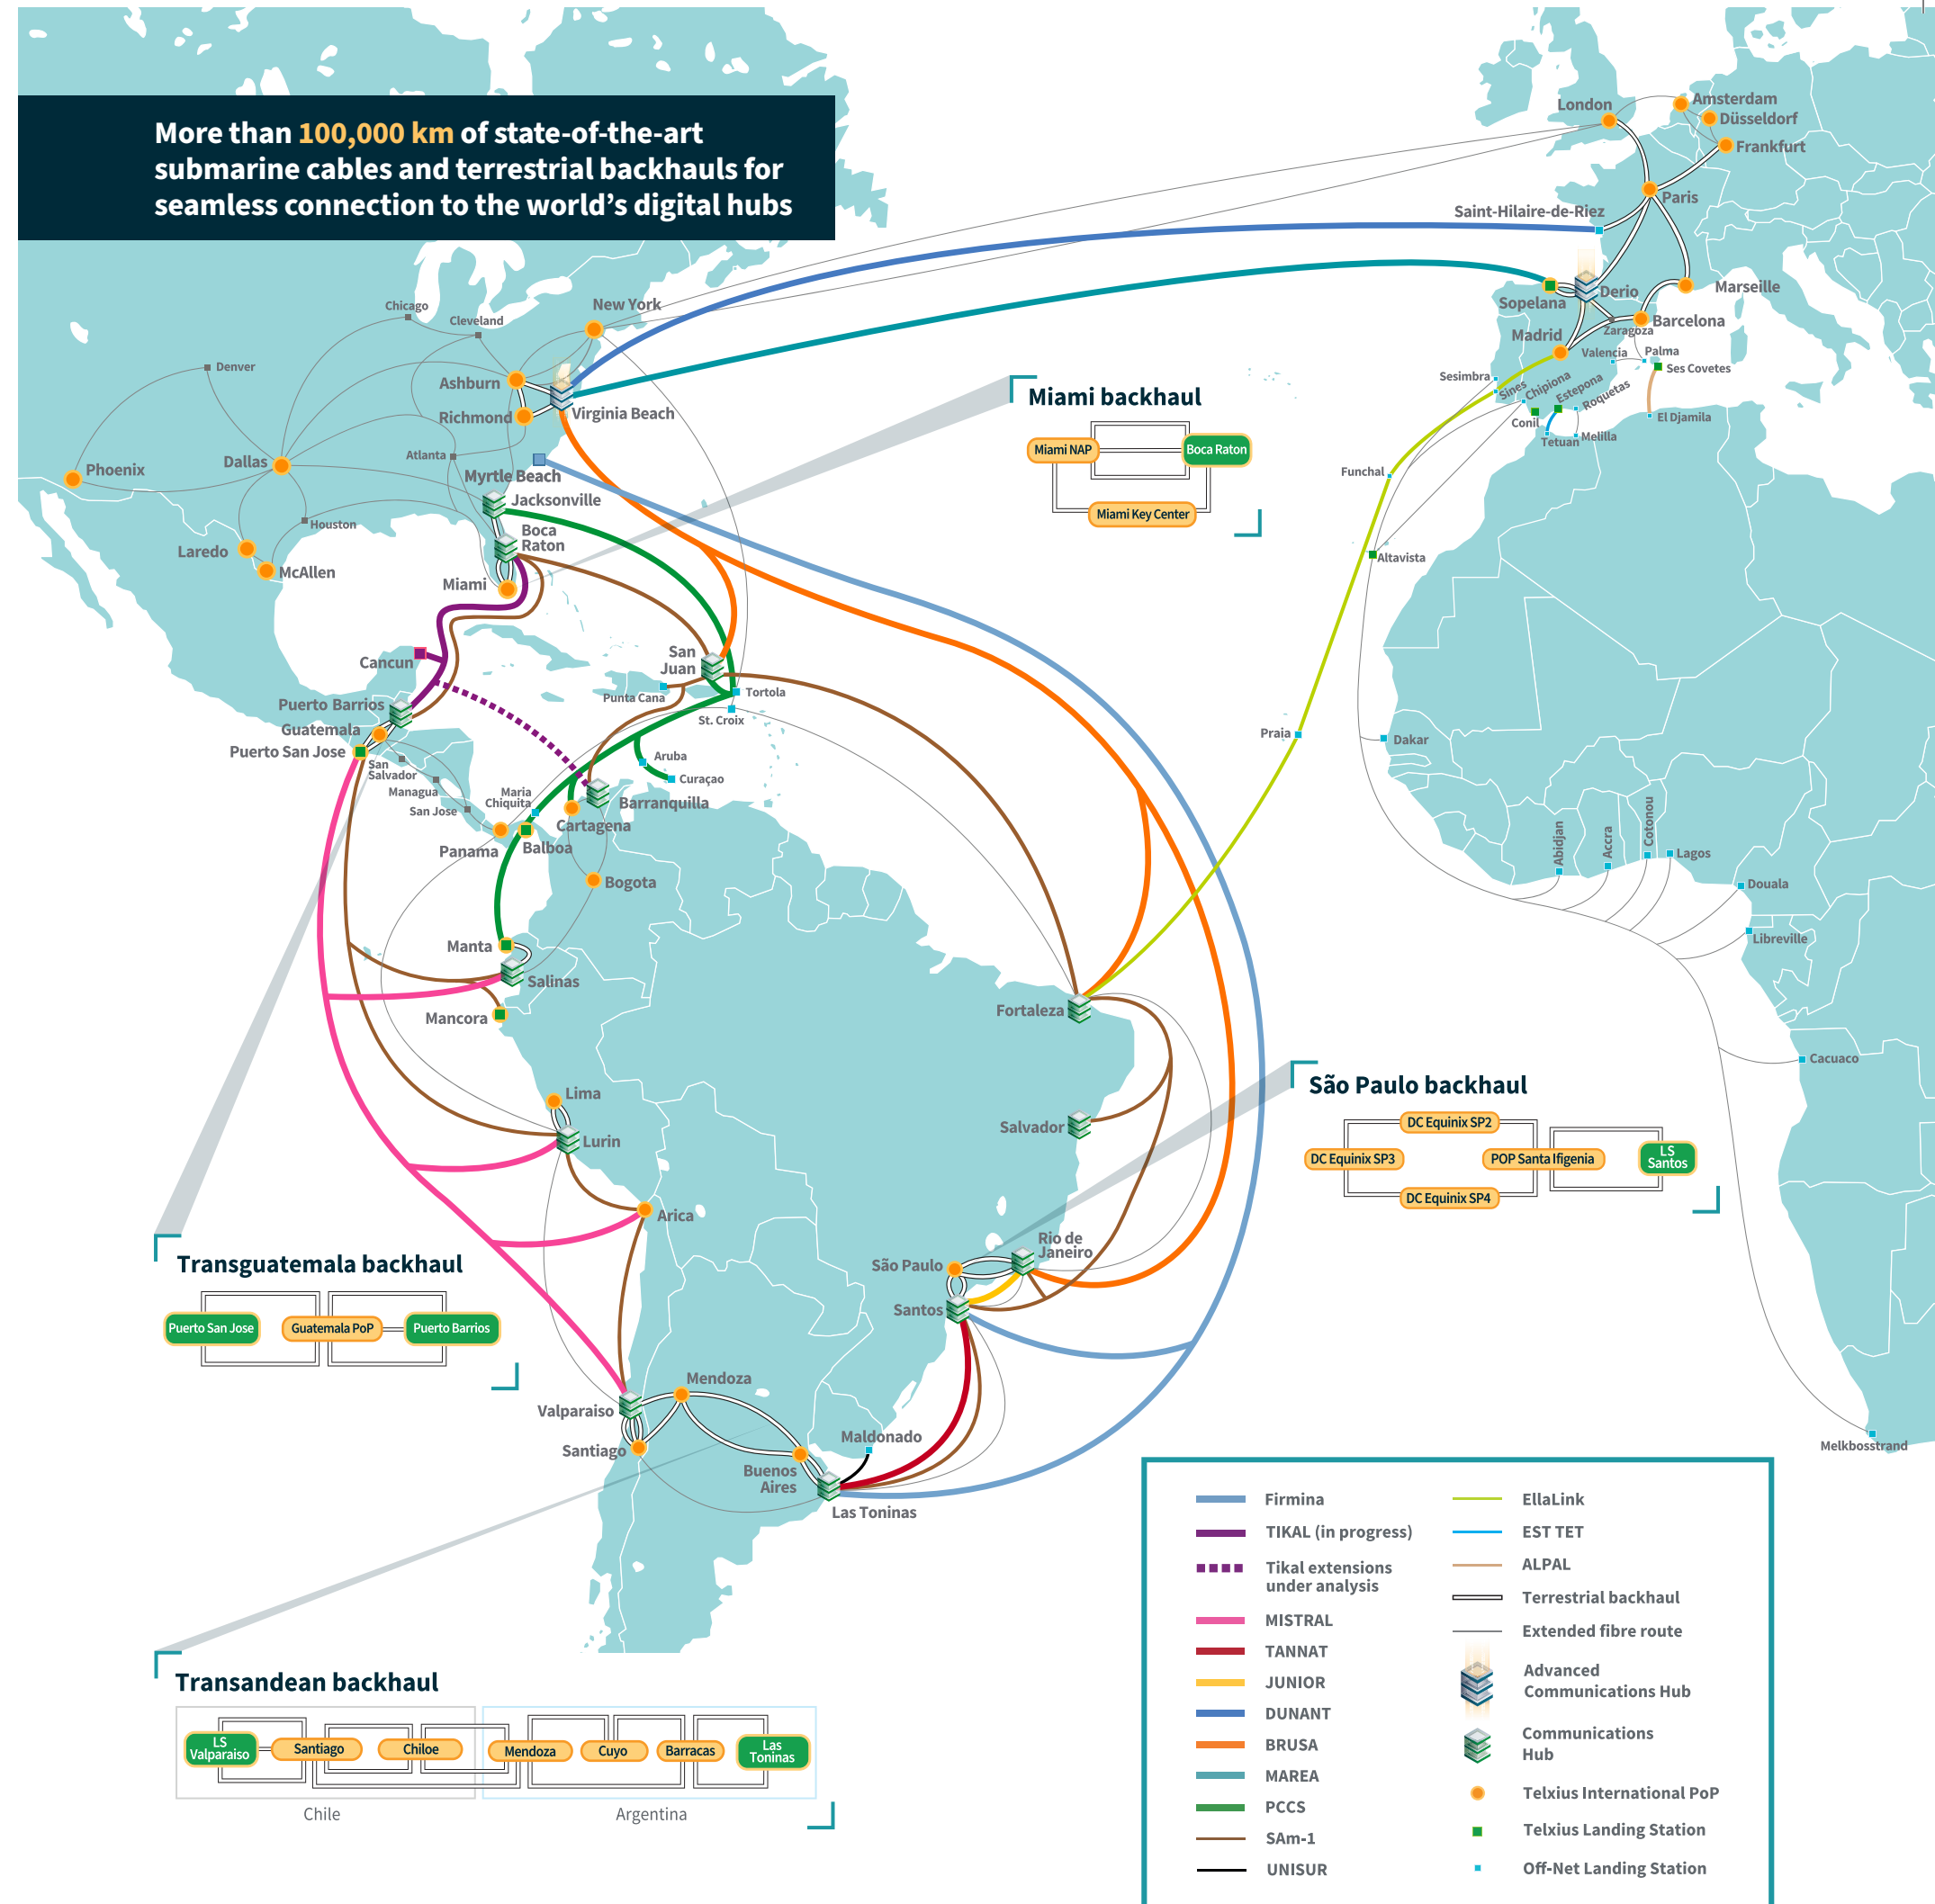 More than 100,000 km of state-of-the-art
submarine cables and terrestrial backhauls for
seamless connection to the world’s digital hubs
London
Amsterdam
Düsseldorf
Frankfurt
Paris
Saint-Hilaire-de-Riez
Sopelana
Derio
Marseille
Zaragoza
Barcelona
Madrid
Valencia
Palma
Ses Covetes
Sesimbra
Sines
Chipiona
Estepona
Roquetas
Conil
Tetuan
Melilla
El Djamila
Funchal
Altavista
Praia
Dakar
Abidjan
Accra
Cotonou
Lagos
Douala
Libreville
Cacuaco
Melkbosstrand
Chicago
Cleveland
New York
Denver
Ashburn
Richmond
Virginia Beach
Phoenix
Dallas
Atlanta
Myrtle Beach
Jacksonville
Houston
Boca
Raton
Laredo
McAllen
Miami
Cancun
San
Juan
Punta Cana
Tortola
St. Croix
Puerto Barrios
Guatemala
Puerto San Jose
San
Salvador
Managua
San Jose
Maria
Chiquita
Aruba
Curaçao
Barranquilla
Cartagena
Panama
Balboa
Bogota
Manta
Salinas
Mancora
Fortaleza
Lima
Lurin
Salvador
Arica
Rio de
Janeiro
São Paulo
Santos
Mendoza
Valparaiso
Santiago
Maldonado
Buenos
Aires
Las Toninas
Miami backhaul
Miami NAP
Boca Raton
Miami Key Center
São Paulo backhaul
DC Equinix SP2
DC Equinix SP3
POP Santa Ifigenia
LS
Santos
DC Equinix SP4
Transguatemala backhaul
Puerto San Jose
Guatemala PoP
Puerto Barrios
Transandean backhaul
LS
Valparaiso
Santiago
Chiloe
Mendoza
Cuyo
Barracas
Las
Toninas
Chile
Argentina
Firmina
TIKAL (in progress)
Tikal extensions
under analysis
MISTRAL
TANNAT
JUNIOR
DUNANT
BRUSA
MAREA
PCCS
SAm-1
UNISUR
EllaLink
EST TET
ALPAL
Terrestrial backhaul
Extended fibre route
Advanced
Communications Hub
Communications
Hub
Telxius International PoP
Telxius Landing Station
Off-Net Landing Station